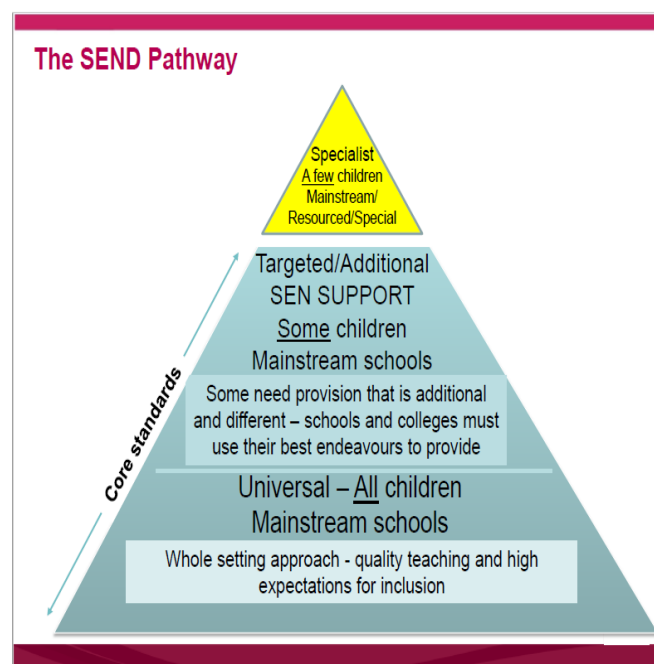 The SEND Pathway
Specialist
A few children
Mainstream/
Resourced/Special
Targeted/Additional
SEN SUPPORT
Some children
Mainstream schools
Some need provision that is additional
and different – schools and colleges must
use their best endeavours to provide
Core standards
Universal – All children
Mainstream schools
Whole setting approach - quality teaching and high
expectations for inclusion